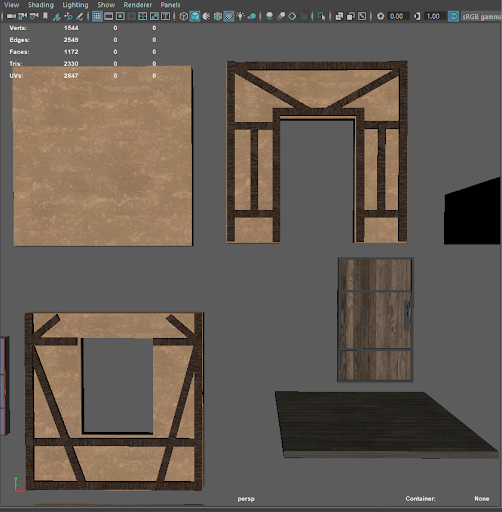 View Shading Lighting Show Renderer Panels
0.00 1.00 sRGB gamma
Verts: 1544 0 0
Edges: 2549 0 0
Faces: 1172 0 0
Tris: 2330 0 0
UVs: 2847 0 0
persp Container: None